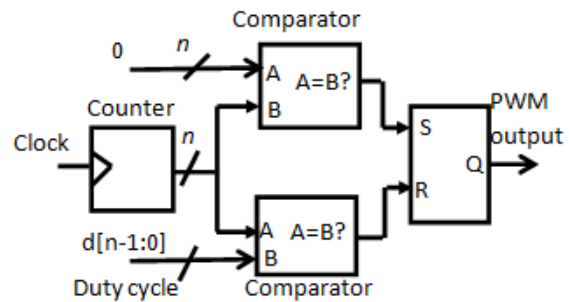 Comparator
0
n
A
A=B?
B
PWM
output
Counter
Clock
n
S
Q
R
d[n-1:0]
Duty cycle
A
A=B?
B
Comparator